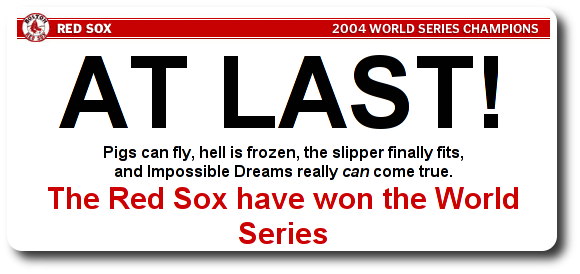 RED SOX 2004 WORLD SERIES CHAMPIONS
AT LAST!
Pigs can fly, hell is frozen, the slipper finally fits,
and Impossible Dreams really can come true.
The Red Sox have won the World
Series